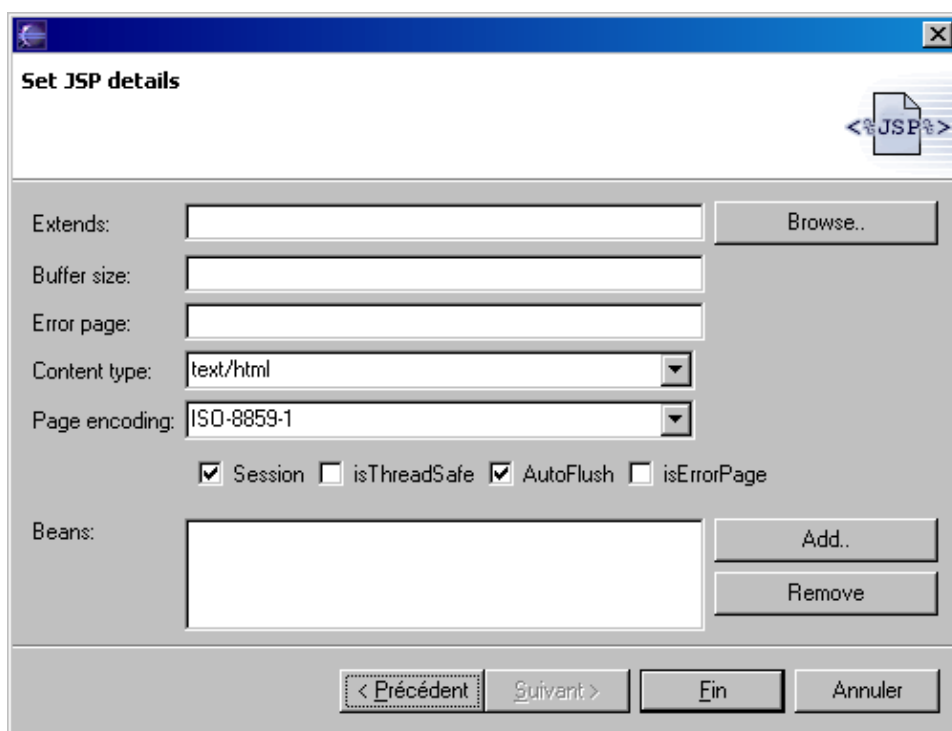 Set JSP details
<%JSP%>
Extends: Browse..
Buffer size:
Error page:
Content type: text/html
Page encoding: ISO-8859-1
Session isThreadSafe AutoFlush isErrorPage
Beans: Add..
Remove
< Précédent Suivant > Fin Annuler